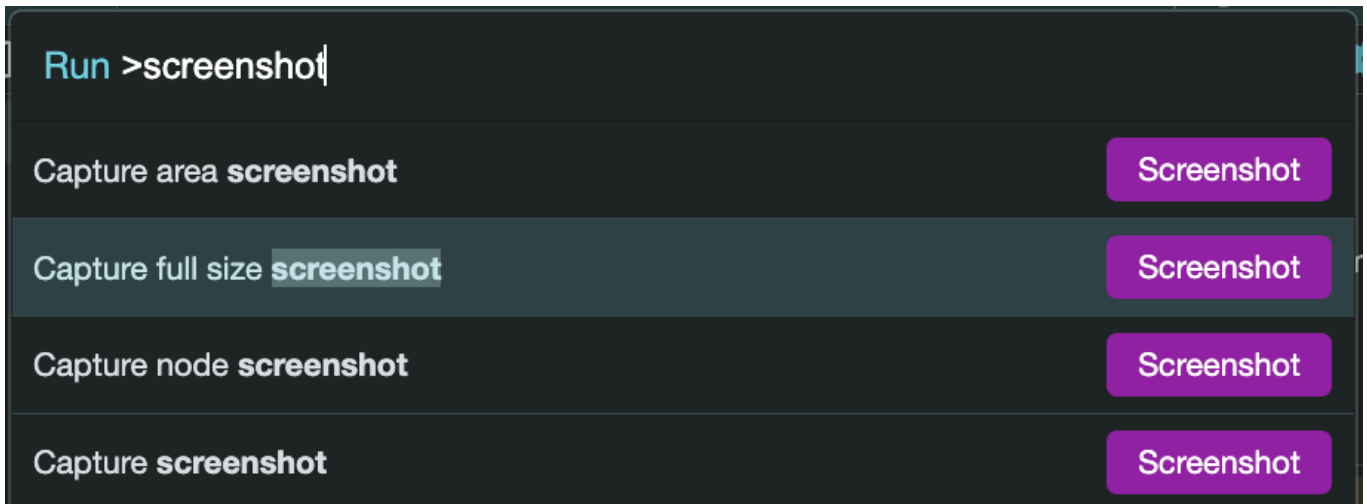 Run >screenshot
Capture area screenshot Screenshot
Capture full size screenshot Screenshot
Capture node screenshot Screenshot
Capture screenshot Screenshot